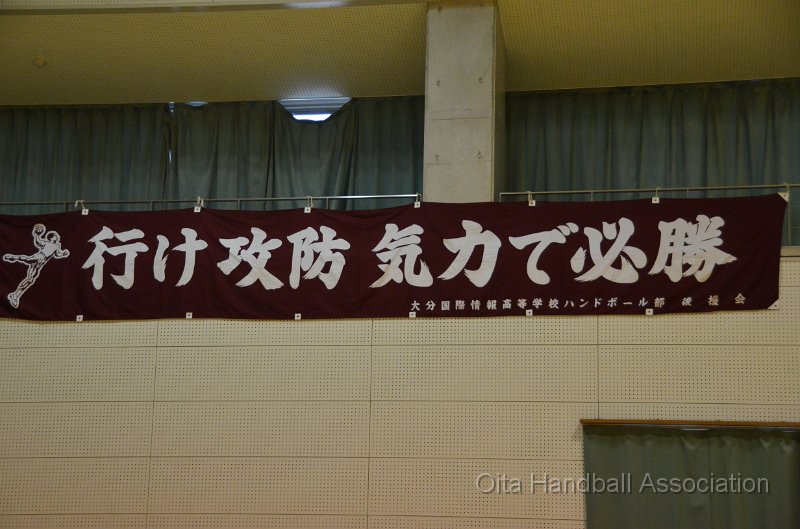 行け攻防 気力で必勝
大分国際情報高等学校ハンドボール部 後援会
Oita Handball Association